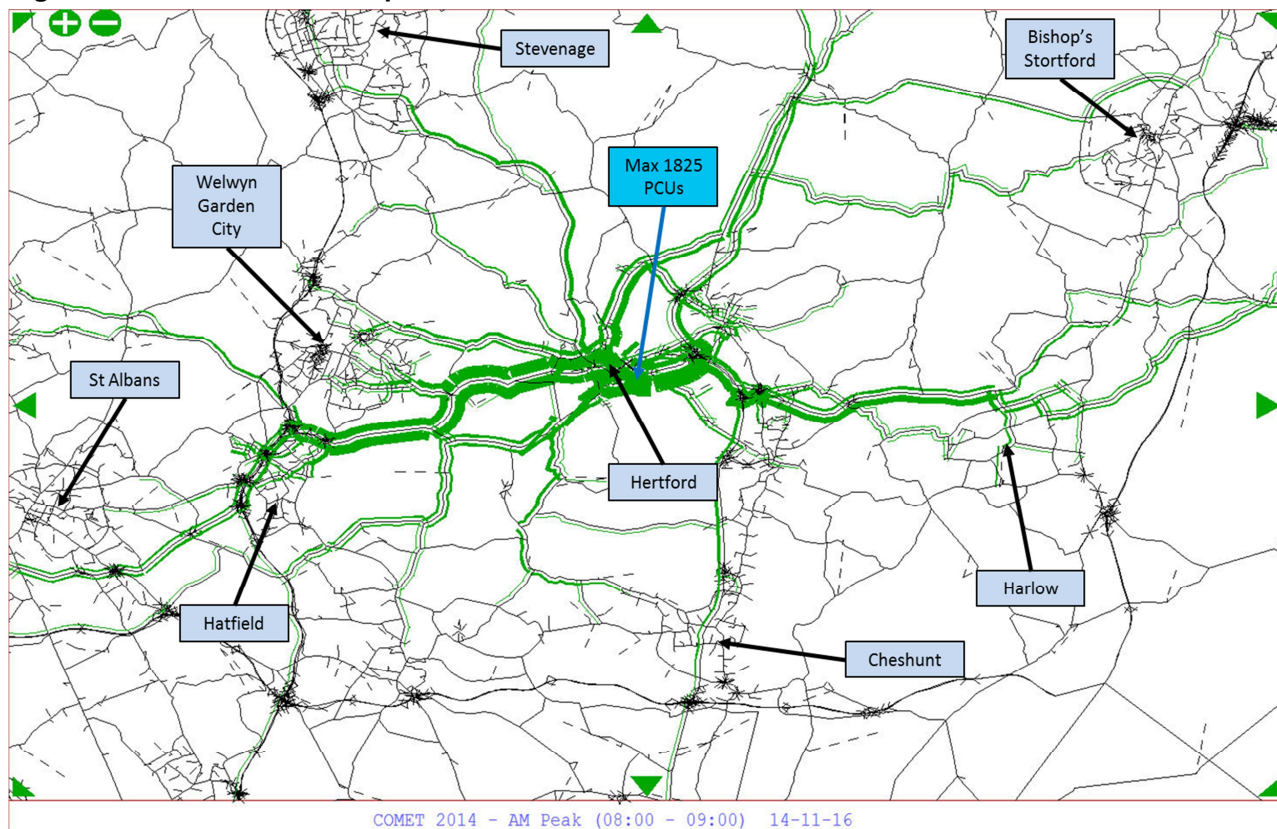 Stevenage
Bishop's
Stortford
Max 1825
PCUs
Welwyn
Garden
City
St Albans
Hertford
Harlow
Hatfield
Cheshunt
COMET 2014 - AM Peak (08:00 - 09:00) 14-11-16